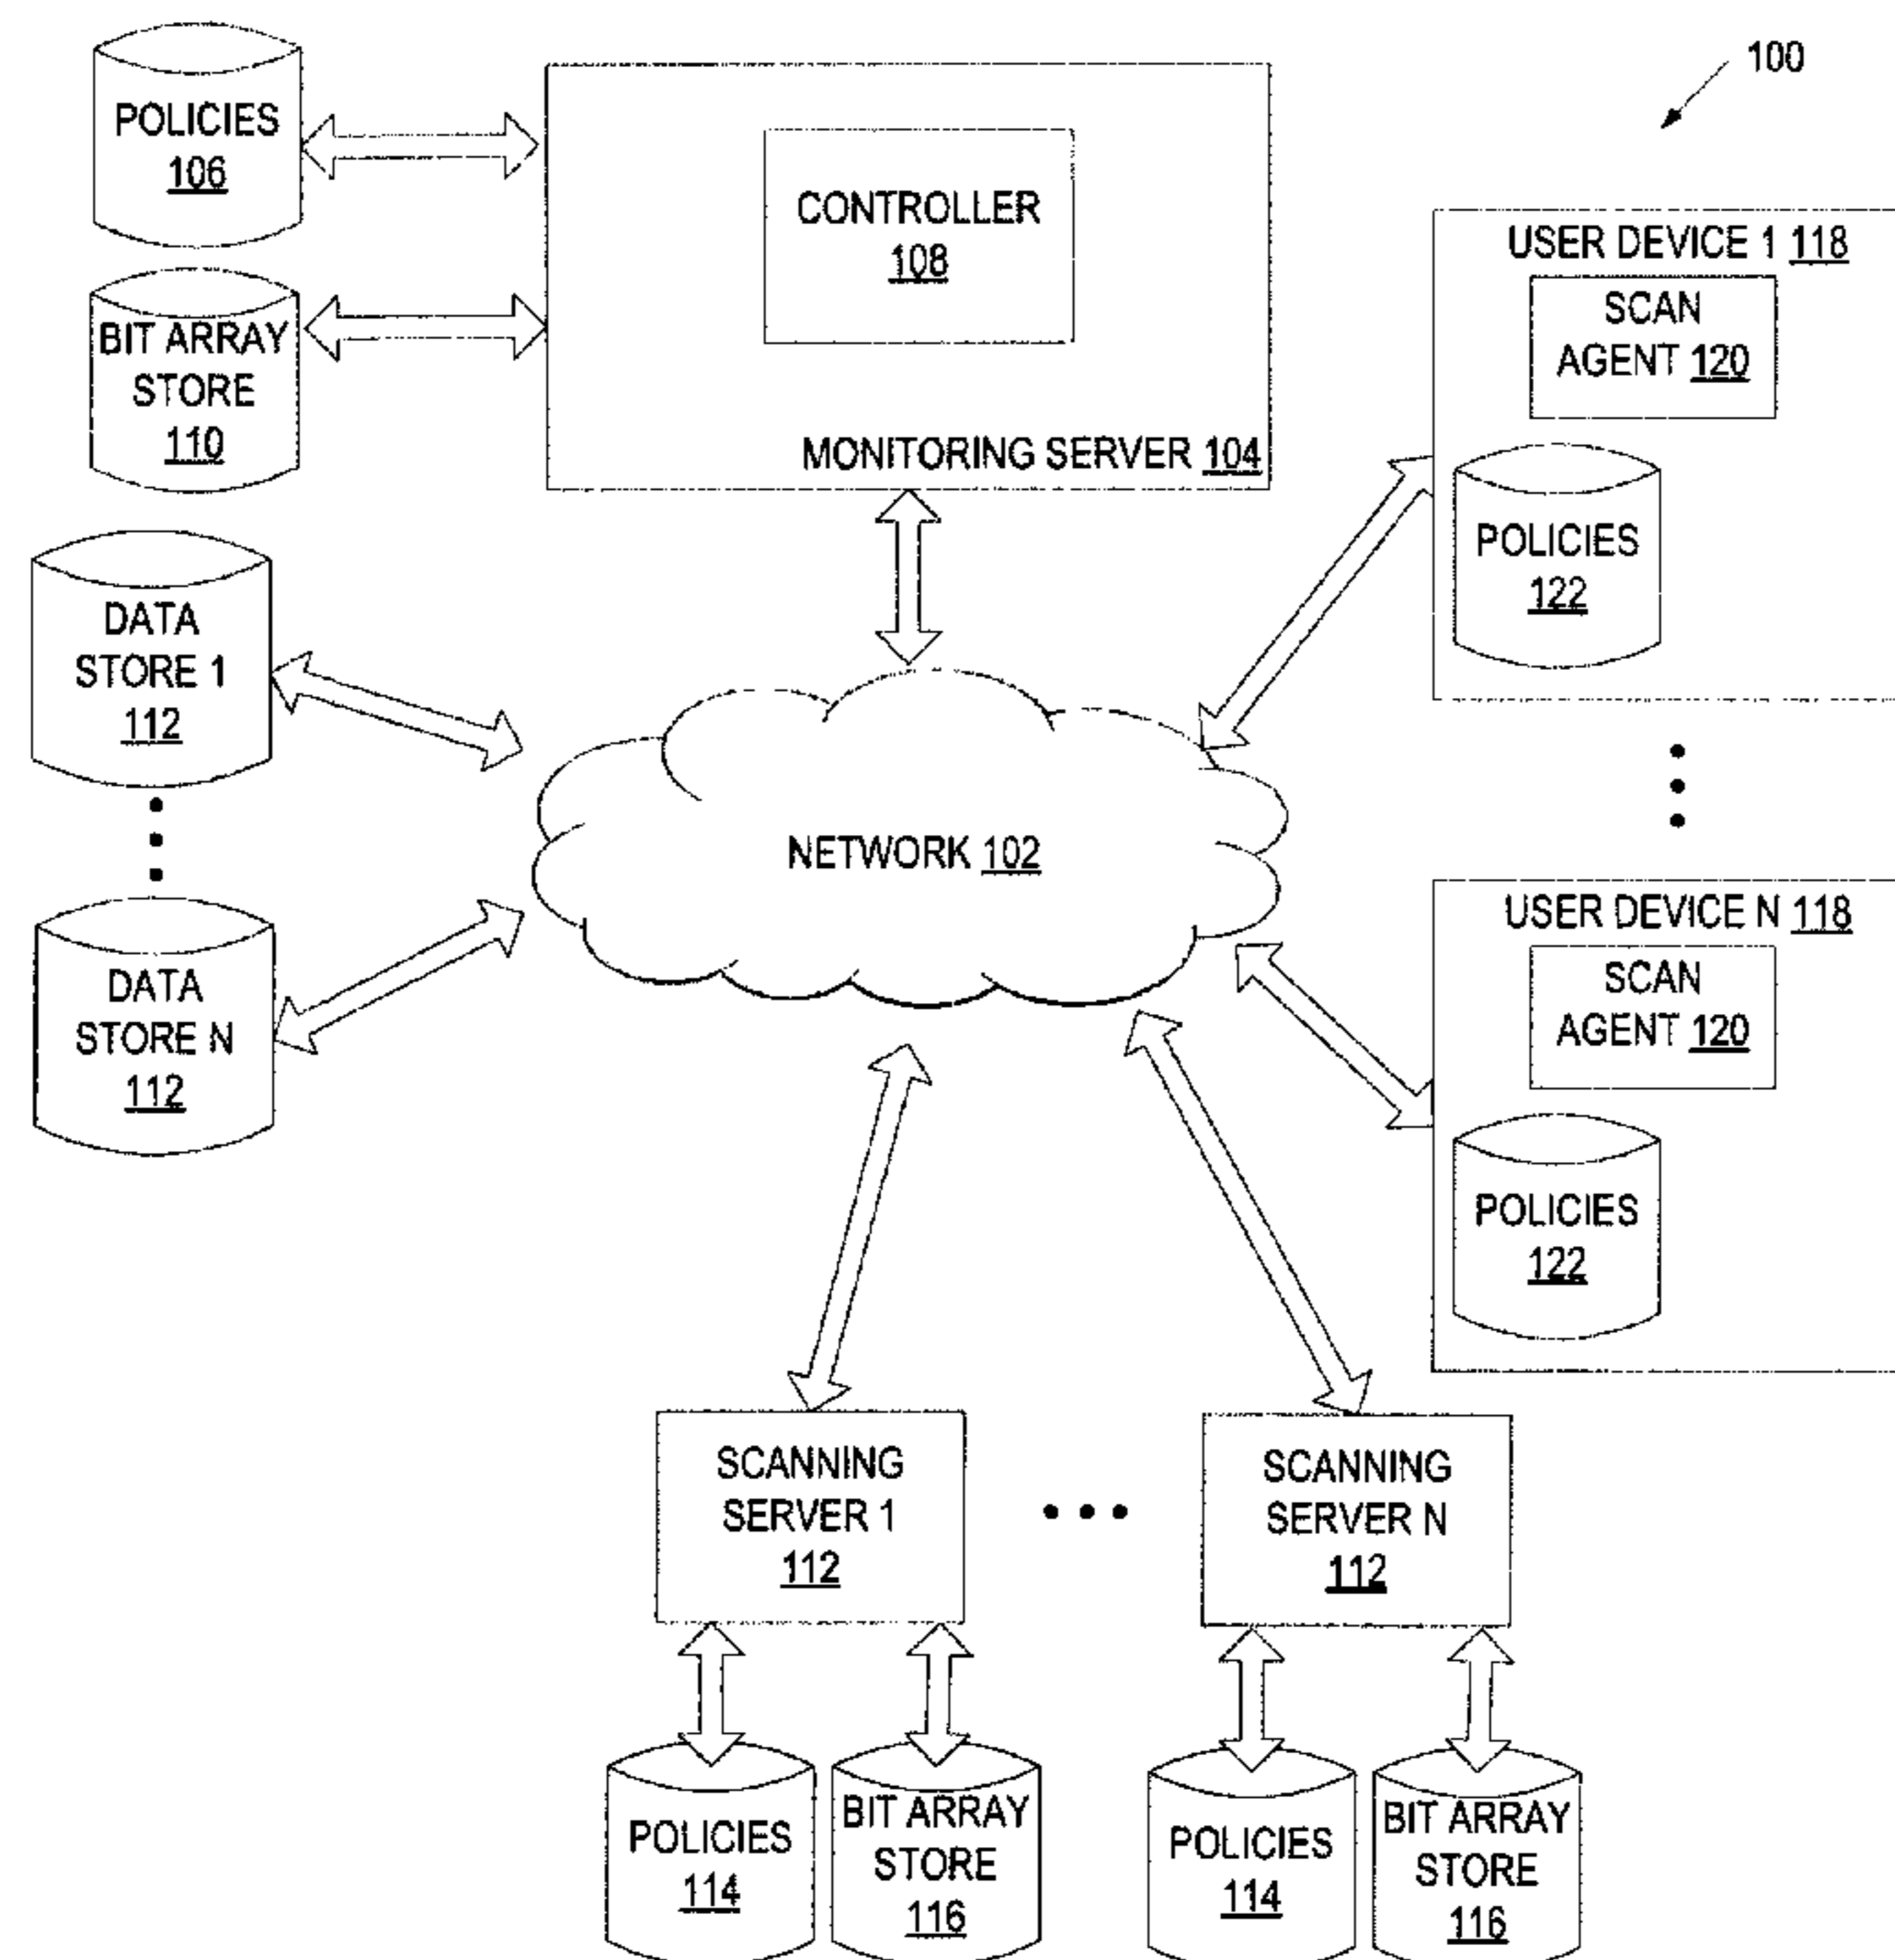 100
POLICIES
106
BIT ARRAY
STORE
110
CONTROLLER
108
MONITORING SERVER 104
USER DEVICE 1 118
SCAN
AGENT 120
POLICIES
122
DATA
STORE 1
112
DATA
STORE N
112
NETWORK 102
USER DEVICE N 118
SCAN
AGENT 120
POLICIES
122
SCANNING
SERVER 1
112
SCANNING
SERVER N
112
POLICIES
114
BIT ARRAY
STORE
116
POLICIES
114
BIT ARRAY
STORE
116